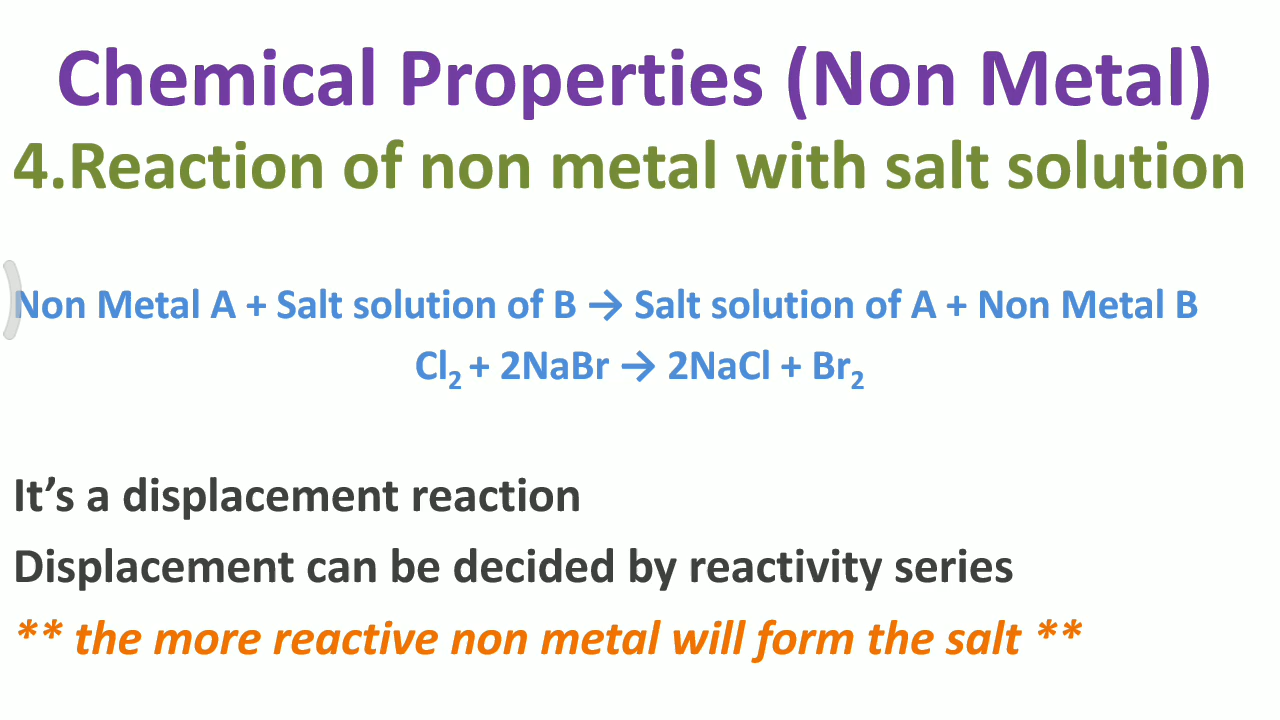 Chemical Properties (Non Metal)
4.Reaction of non metal with salt solution
Non Metal A + Salt solution of B → Salt solution of A + Non Metal B
Cl₂ + 2NaBr → 2NaCl + Br₂
It’s a displacement reaction
Displacement can be decided by reactivity series
** the more reactive non metal will form the salt **